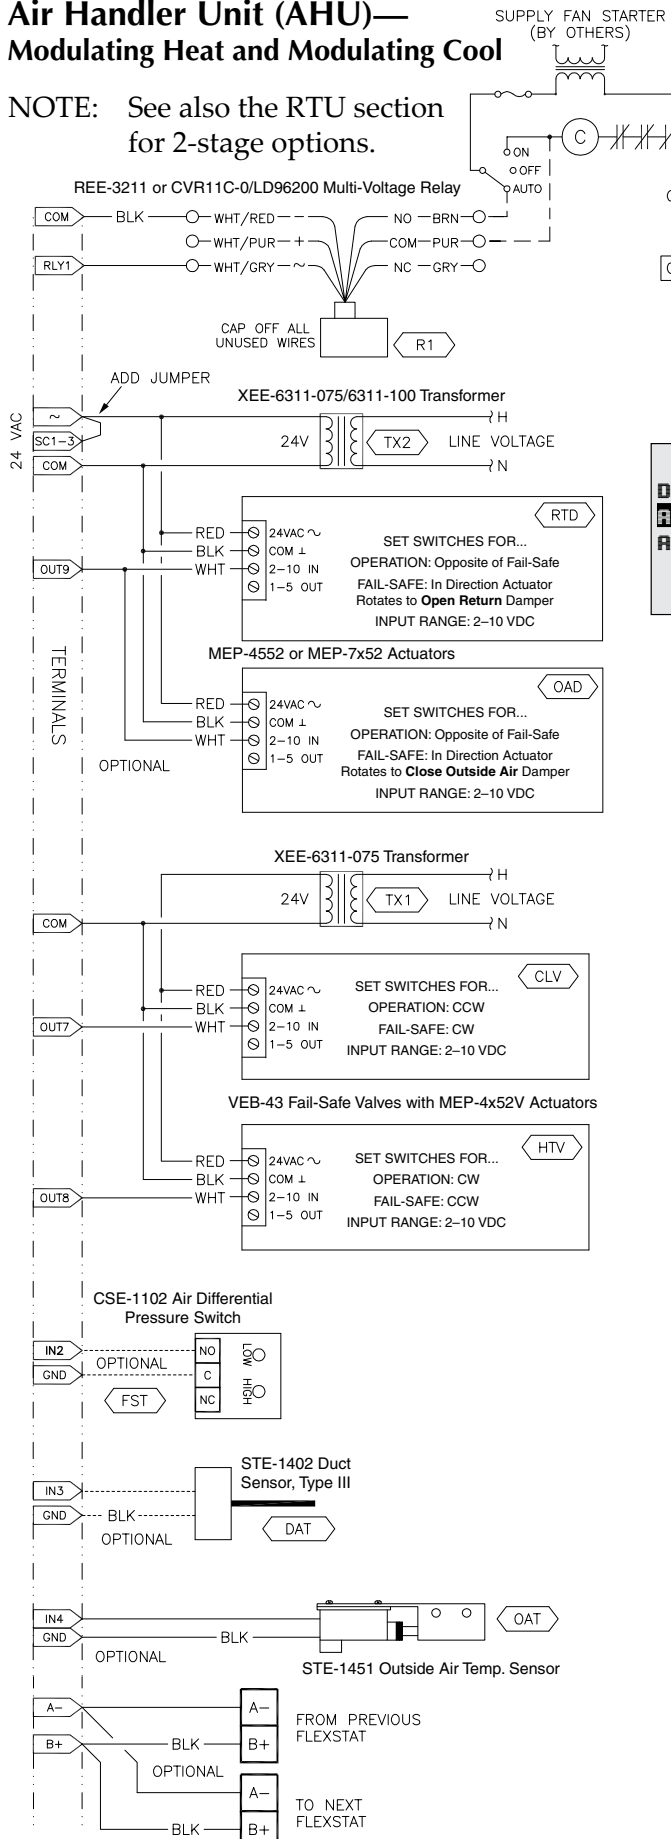 Air Handler Unit (AHU)—
Modulating Heat and Modulating Cool
NOTE: See also the RTU section
for 2-stage options.
SUPPLY FAN STARTER
(BY OTHERS)
C
ON
OFF
AUTO
REE-3211 or CVR11C-0/LD96200 Multi-Voltage Relay
COM BLK WHT/RED − NO BRN
WHT/PUR + COM PUR
RLY1 WHT/GRY ~ NC GRY
CAP OFF ALL
UNUSED WIRES
R1
ADD JUMPER
XEE-6311-075/6311-100 Transformer
24 VAC
~
SC1-3
COM
24V
TX2
H
LINE VOLTAGE
N
RTD
RED 24VAC ~
BLK COM ⊥
OUT9 WHT 2-10 IN
1-5 OUT
SET SWITCHES FOR...
OPERATION: Opposite of Fail-Safe
FAIL-SAFE: In Direction Actuator
Rotates to Open Return Damper
INPUT RANGE: 2–10 VDC
MEP-4552 or MEP-7x52 Actuators
TERMINALS
OAD
RED 24VAC ~
BLK COM ⊥
WHT 2-10 IN
1-5 OUT
OPTIONAL
SET SWITCHES FOR...
OPERATION: Opposite of Fail-Safe
FAIL-SAFE: In Direction Actuator
Rotates to Close Outside Air Damper
INPUT RANGE: 2–10 VDC
XEE-6311-075 Transformer
24V
TX1
H
LINE VOLTAGE
N
COM
CLV
RED 24VAC ~
BLK COM ⊥
OUT7 WHT 2-10 IN
1-5 OUT
SET SWITCHES FOR...
OPERATION: CCW
FAIL-SAFE: CW
INPUT RANGE: 2–10 VDC
VEB-43 Fail-Safe Valves with MEP-4x52V Actuators
HTV
RED 24VAC ~
BLK COM ⊥
OUT8 WHT 2-10 IN
1-5 OUT
SET SWITCHES FOR...
OPERATION: CW
FAIL-SAFE: CCW
INPUT RANGE: 2–10 VDC
CSE-1102 Air Differential
Pressure Switch
IN2 OPTIONAL NO LOW
GND C
FST NC HIGH
STE-1402 Duct
Sensor, Type III
IN3
GND BLK
OPTIONAL
DAT
IN4
GND BLK
OPTIONAL
OAT
STE-1451 Outside Air Temp. Sensor
A− A−
B+ BLK B+
FROM PREVIOUS
FLEXSTAT
OPTIONAL
A−
BLK B+
TO NEXT
FLEXSTAT
D
A
A